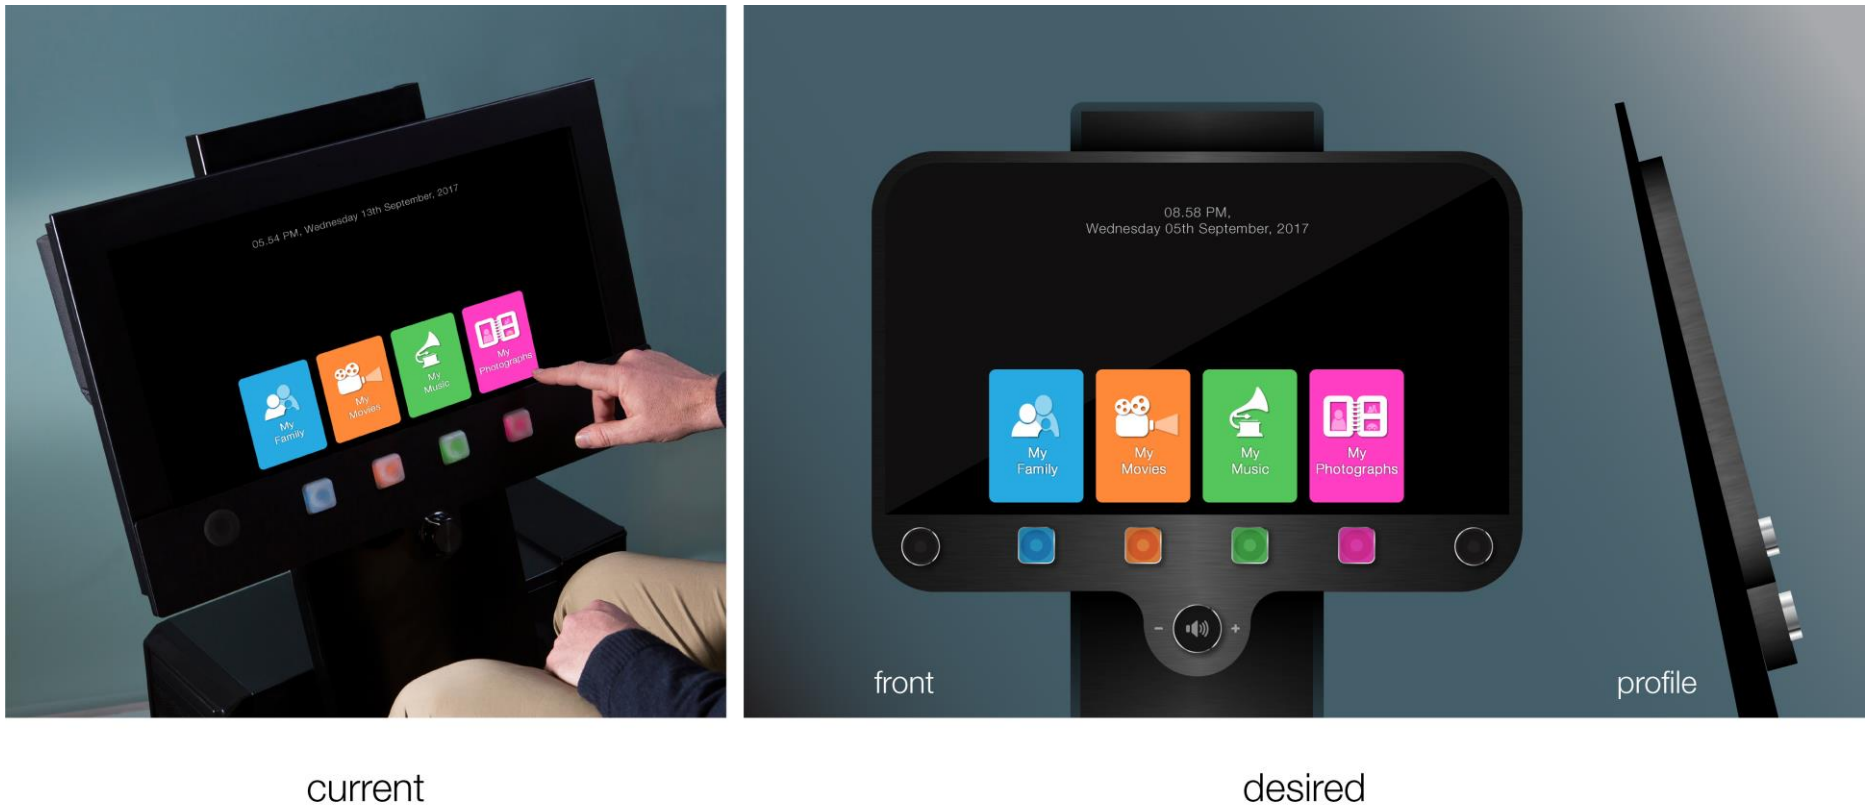 05.54 PM, Wednesday 13th September, 2017
My
Family
My
Movies
My
Music
My
Photographs
08.58 PM,
Wednesday 05th September, 2017
My
Family
My
Movies
My
Music
My
Photographs
- +
front
profile
current
desired